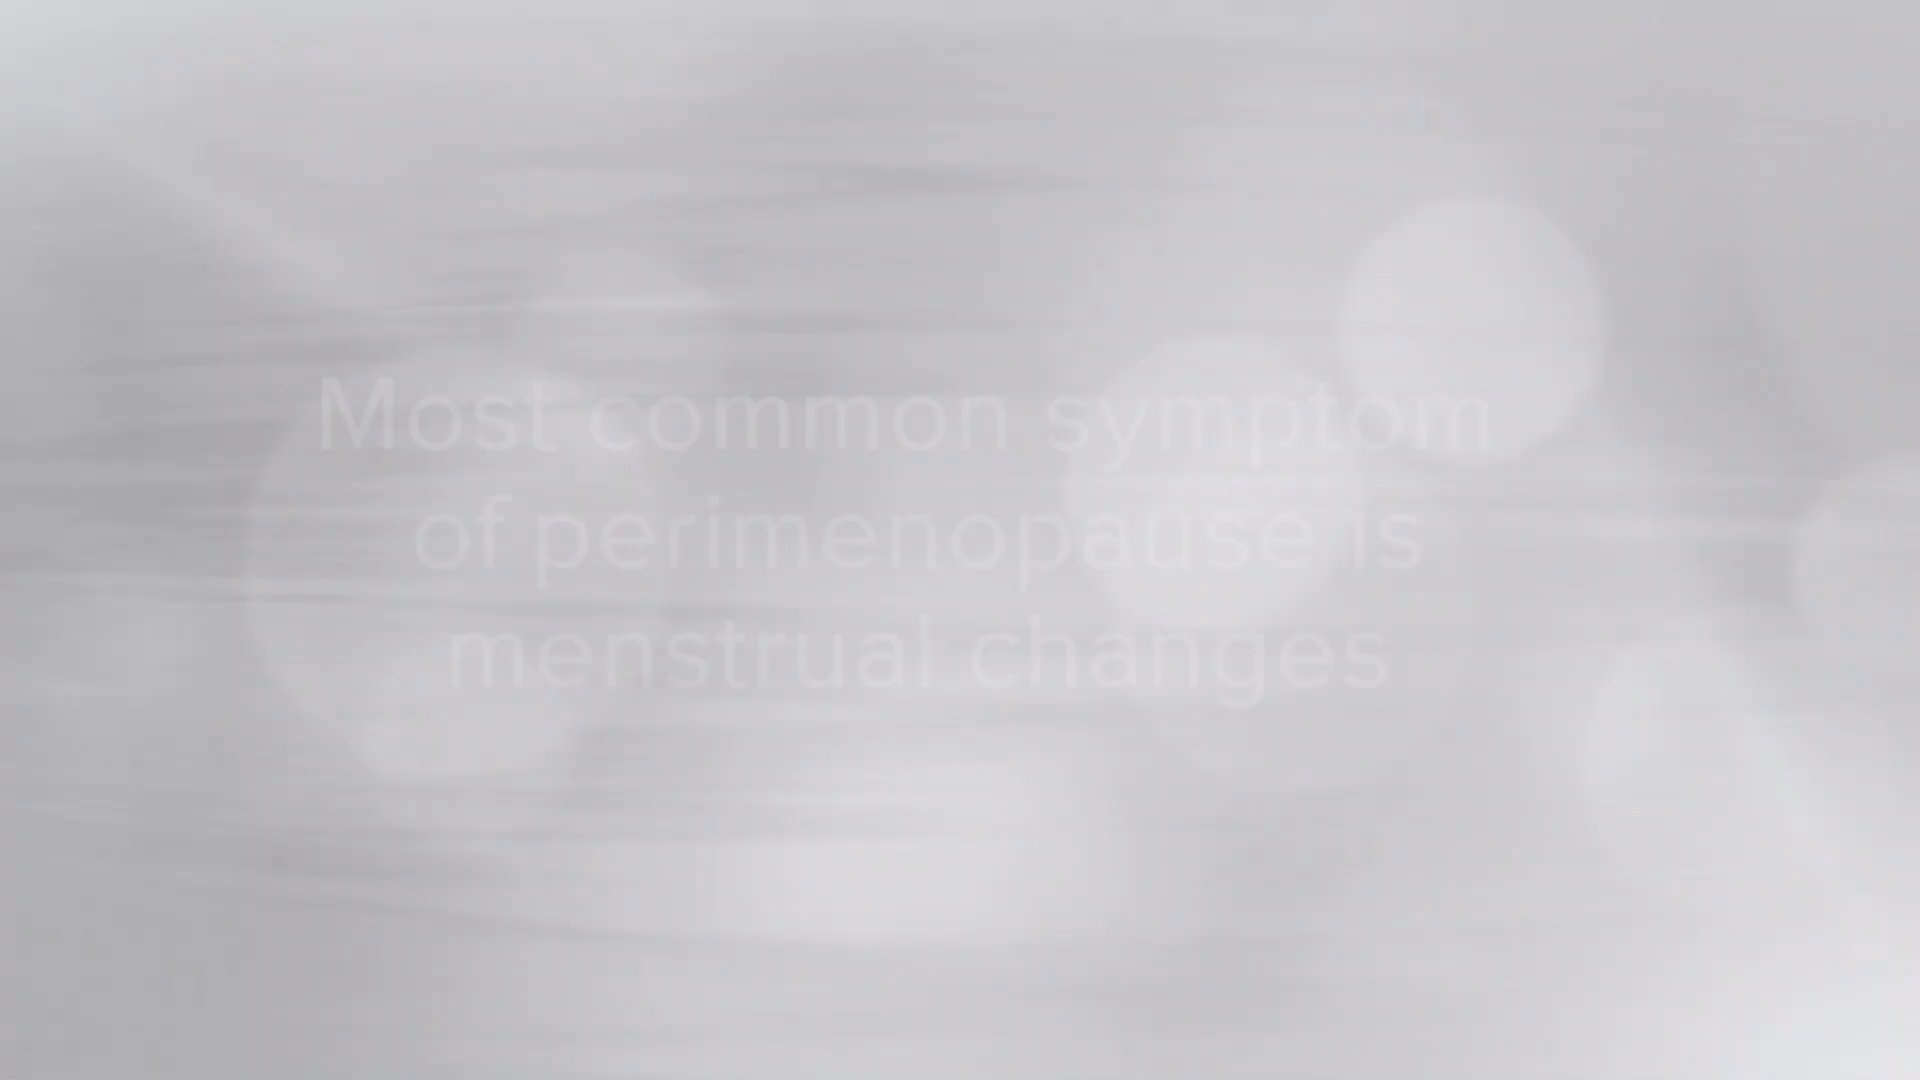 Most common symptom
of perimenopause is
menstrual changes